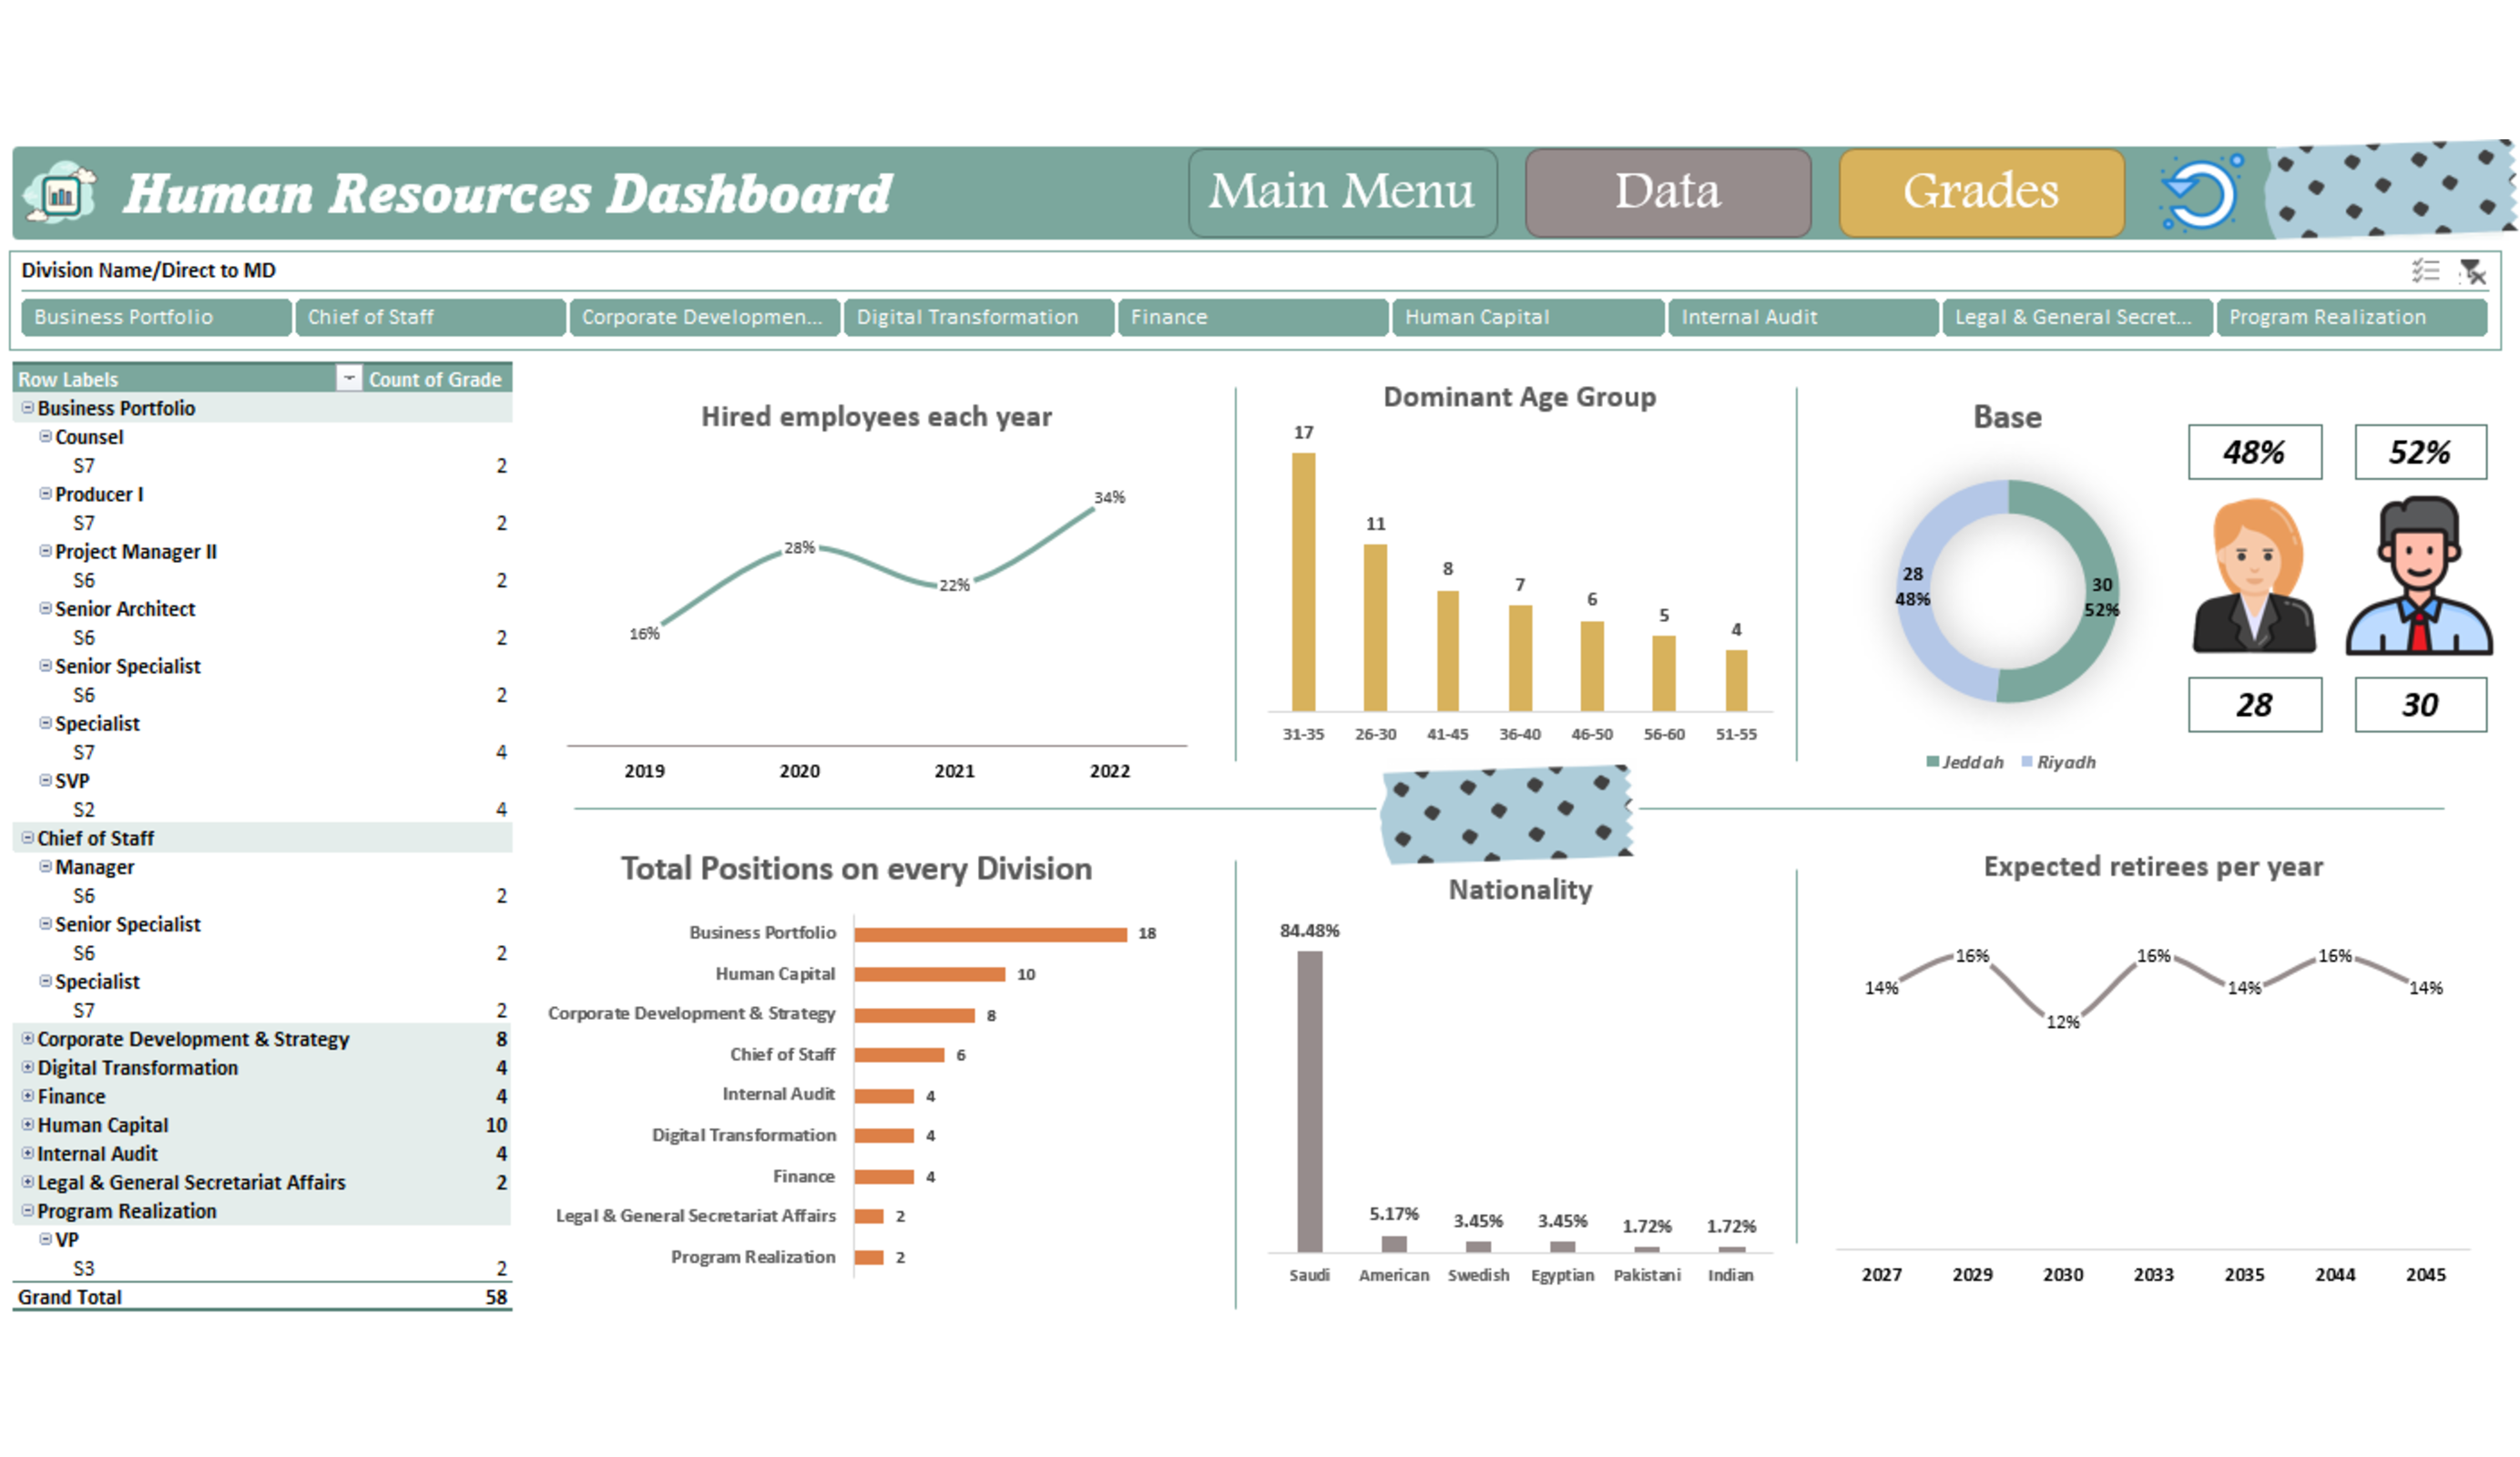 Human Resources Dashboard
Main Menu
Data
Grades
Division Name/Direct to MD
Business Portfolio
Chief of Staff
Corporate Developmen...
Digital Transformation
Finance
Human Capital
Internal Audit
Legal & General Secret...
Program Realization
Row Labels Count of Grade
Business Portfolio
Counsel
S7 2
Producer I
S7 2
Project Manager II
S6 2
Senior Architect
S6 2
Senior Specialist
S6 2
Specialist
S7 4
SVP
S2 4
Chief of Staff
Manager
S6 2
Senior Specialist
S6 2
Specialist
S7 2
Corporate Development & Strategy 8
Digital Transformation 4
Finance 4
Human Capital 10
Internal Audit 4
Legal & General Secretariat Affairs 2
Program Realization
VP
S3 2
Grand Total 58
Hired employees each year
16%
28%
22%
34%
2019 2020 2021 2022
Dominant Age Group
17
11
8
7
6
5
4
31-35 26-30 41-45 36-40 46-50 56-60 51-55
Base
28
48%
30
52%
Jeddah Riyadh
48%
52%
28
30
Total Positions on every Division
Business Portfolio 18
Human Capital 10
Corporate Development & Strategy 8
Chief of Staff 6
Internal Audit 4
Digital Transformation 4
Finance 4
Legal & General Secretariat Affairs 2
Program Realization 2
Nationality
84.48%
5.17%
3.45%
3.45%
1.72%
1.72%
Saudi American Swedish Egyptian Pakistani Indian
Expected retirees per year
14%
16%
12%
16%
14%
16%
14%
2027 2029 2030 2033 2035 2044 2045